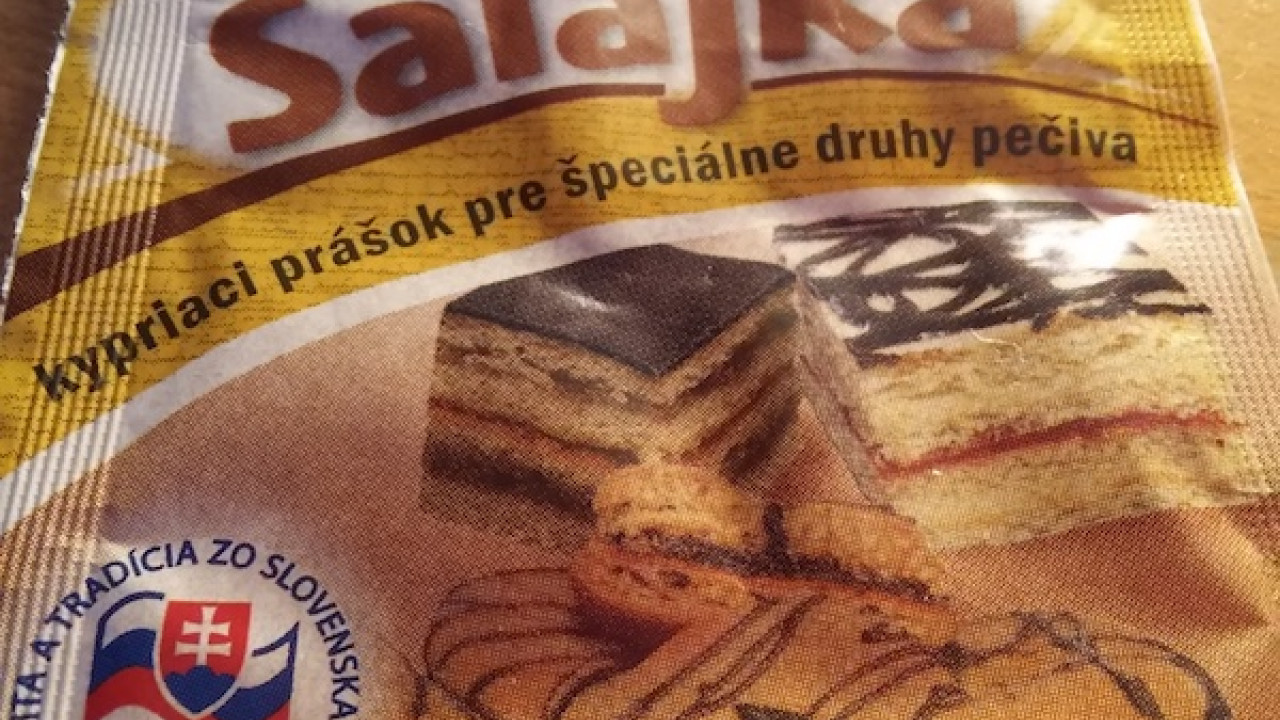 Salajka
kypriaci prášok pre špeciálne druhy pečiva
A TRADÍCIA ZO SLOVENSKA